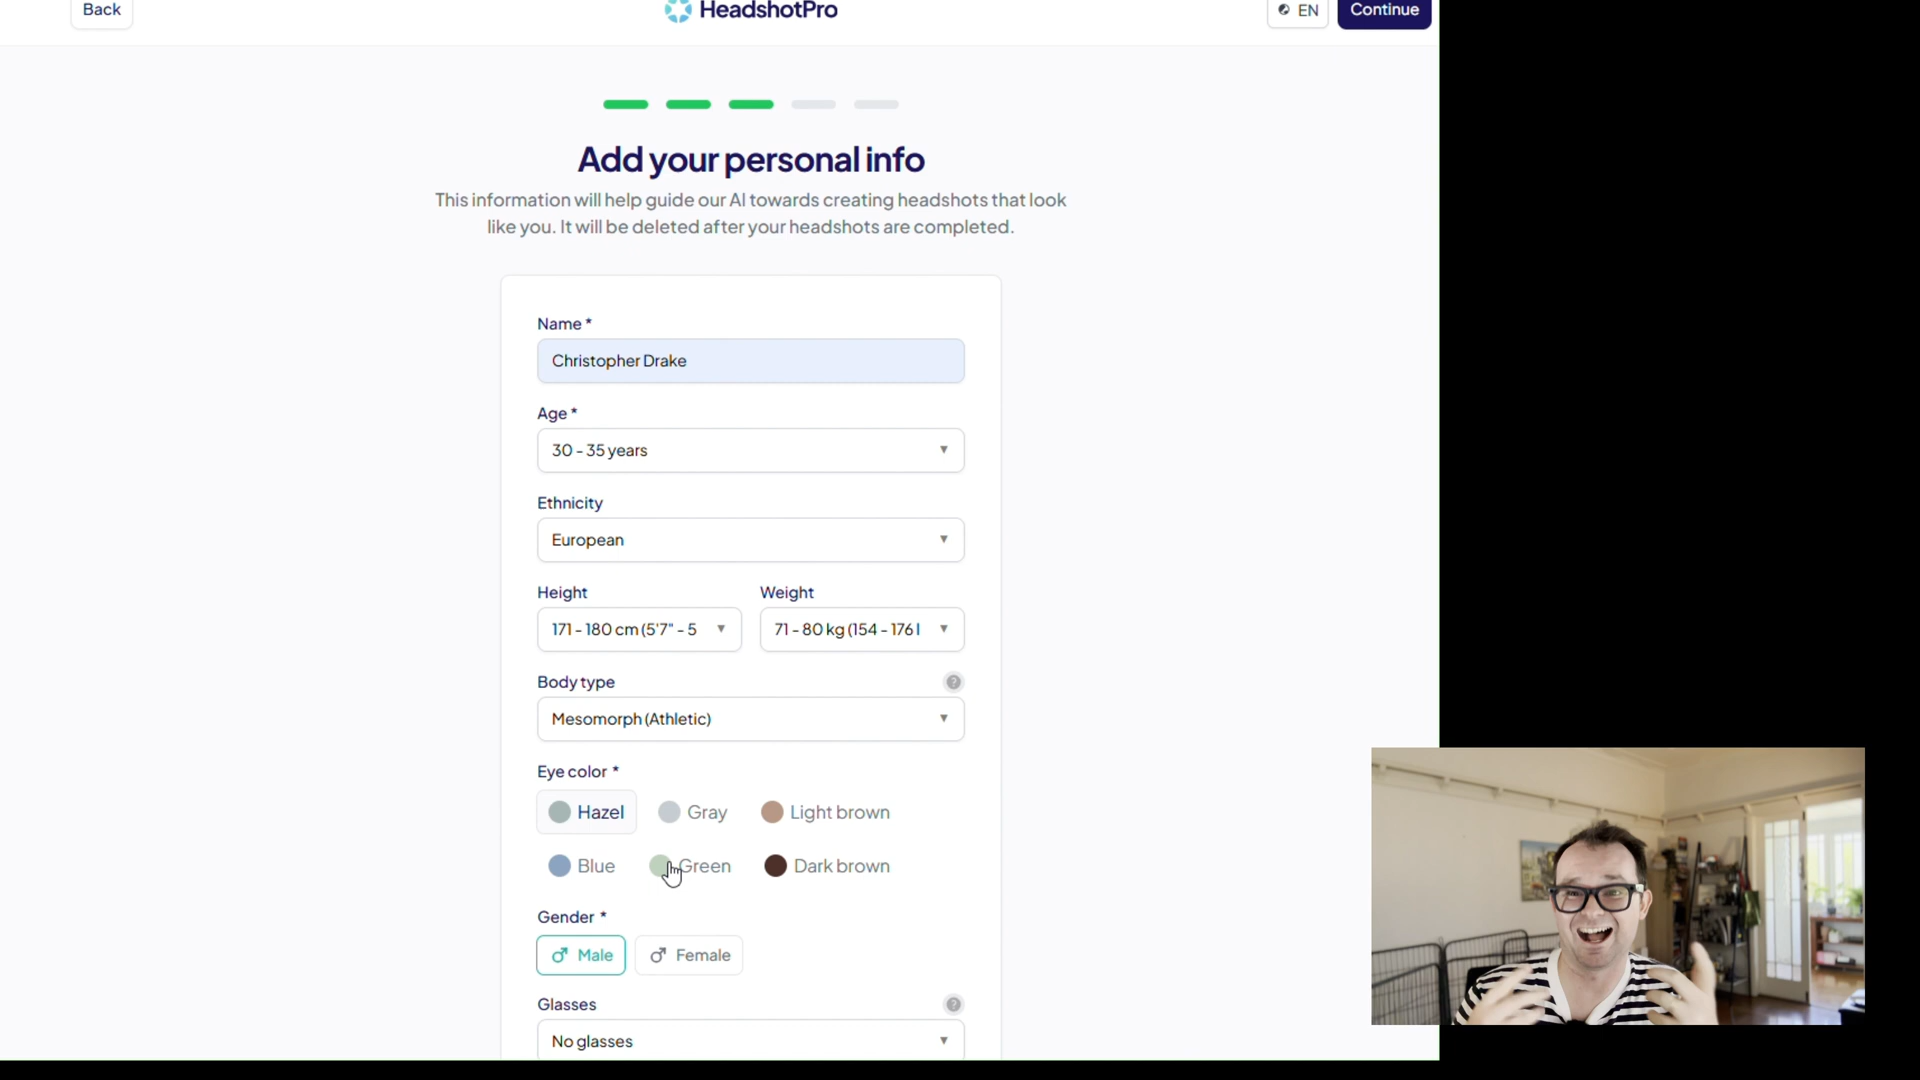 Back
HeadshotPro
EN
Continue
Add your personal info
This information will help guide our AI towards creating headshots that look
like you. It will be deleted after your headshots are completed.
Name *
Christopher Drake
Age *
30 - 35 years
Ethnicity
European
Height
Weight
171 - 180 cm (5'7" - 5
71 - 80 kg (154 - 176 l
Body type
?
Mesomorph (Athletic)
Eye color *
Hazel
Gray
Light brown
Blue
Green
Dark brown
Gender *
Male
Female
Glasses
?
No glasses